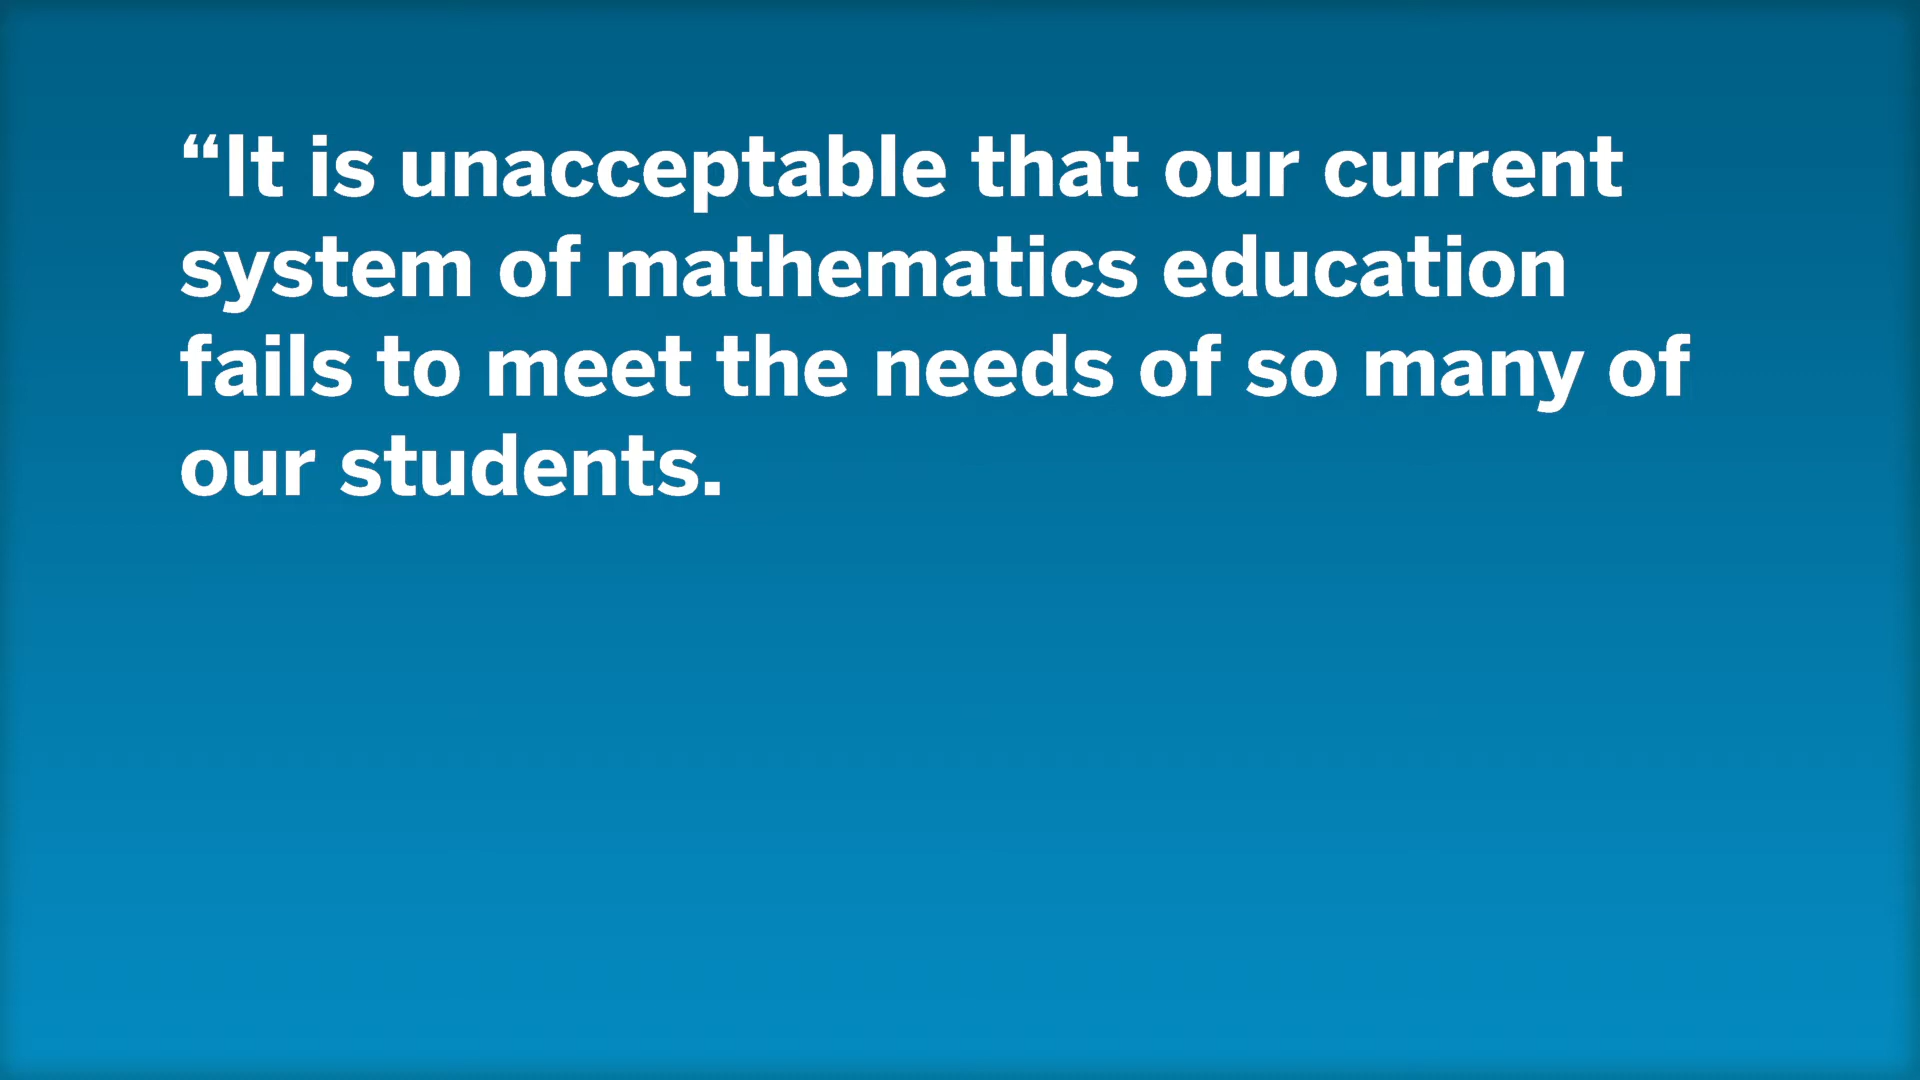 “It is unacceptable that our current
system of mathematics education
fails to meet the needs of so many of
our students.